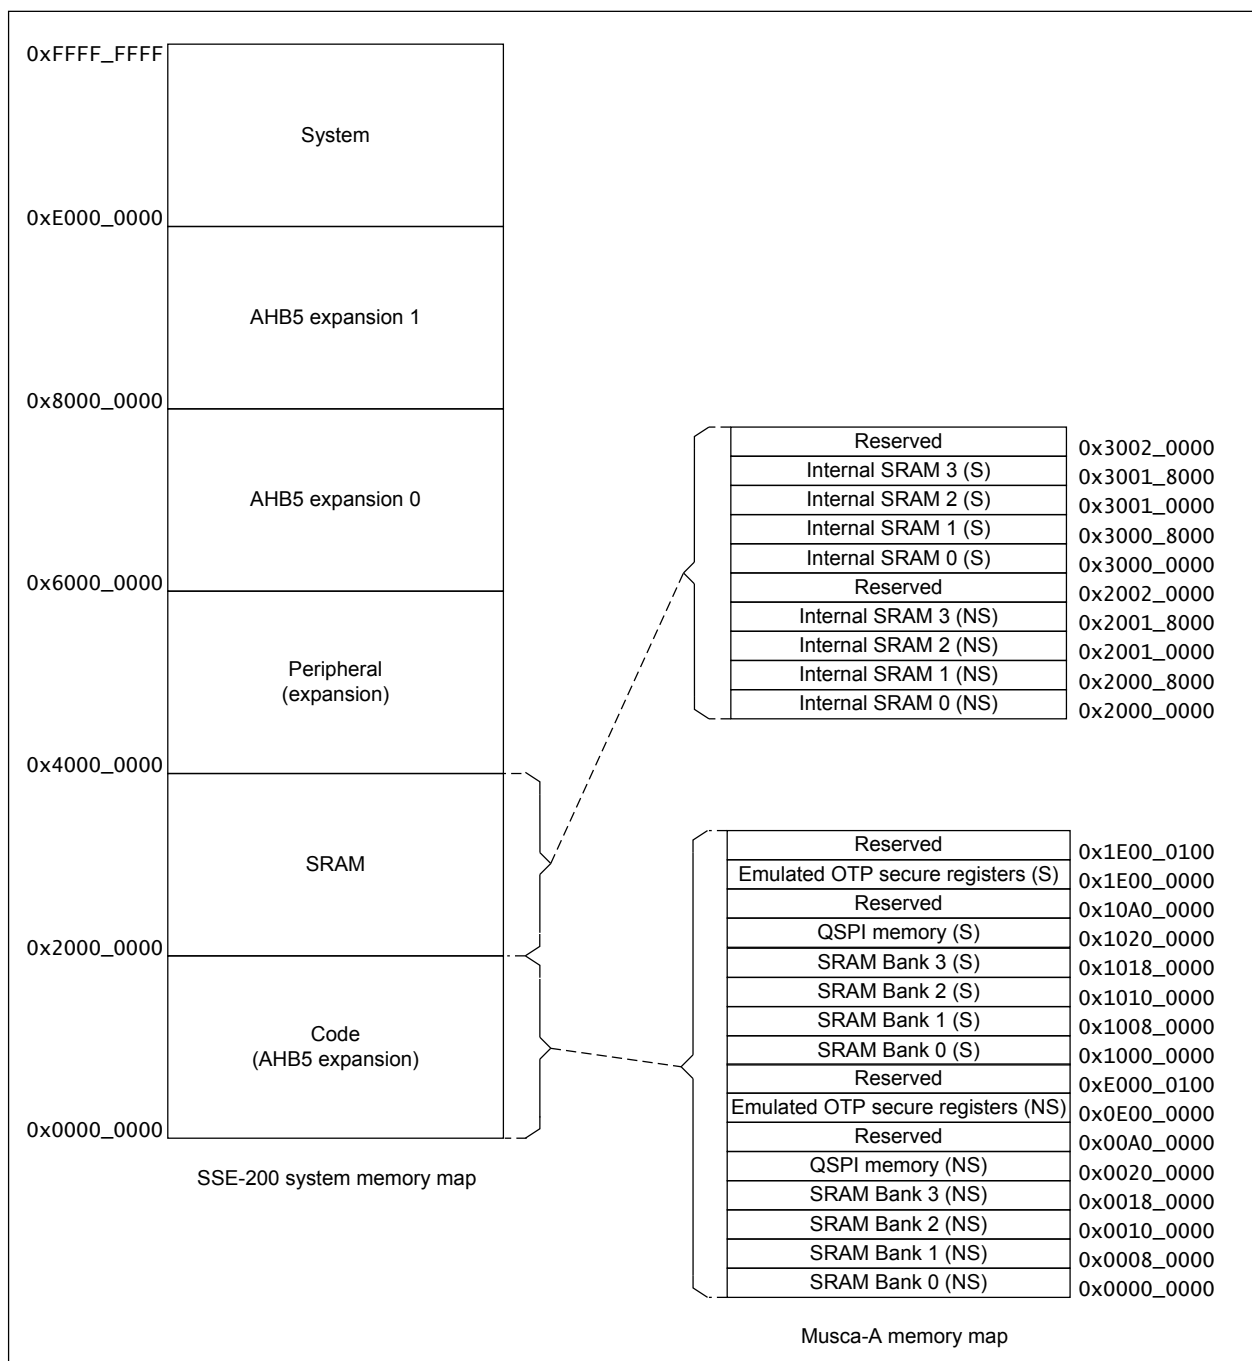 0xFFFF_FFFF
System
0xE000_0000
AHB5 expansion 1
0x8000_0000
AHB5 expansion 0
0x6000_0000
Peripheral
(expansion)
0x4000_0000
SRAM
0x2000_0000
Code
(AHB5 expansion)
0x0000_0000
SSE-200 system memory map
Reserved 0x3002_0000
Internal SRAM 3 (S) 0x3001_8000
Internal SRAM 2 (S) 0x3001_0000
Internal SRAM 1 (S) 0x3000_8000
Internal SRAM 0 (S) 0x3000_0000
Reserved 0x2002_0000
Internal SRAM 3 (NS) 0x2001_8000
Internal SRAM 2 (NS) 0x2001_0000
Internal SRAM 1 (NS) 0x2000_8000
Internal SRAM 0 (NS) 0x2000_0000
Reserved 0x1E00_0100
Emulated OTP secure registers (S) 0x1E00_0000
Reserved 0x10A0_0000
QSPI memory (S) 0x1020_0000
SRAM Bank 3 (S) 0x1018_0000
SRAM Bank 2 (S) 0x1010_0000
SRAM Bank 1 (S) 0x1008_0000
SRAM Bank 0 (S) 0x1000_0000
Reserved 0xE000_0100
Emulated OTP secure registers (NS) 0x0E00_0000
Reserved 0x00A0_0000
QSPI memory (NS) 0x0020_0000
SRAM Bank 3 (NS) 0x0018_0000
SRAM Bank 2 (NS) 0x0010_0000
SRAM Bank 1 (NS) 0x0008_0000
SRAM Bank 0 (NS) 0x0000_0000
Musca-A memory map